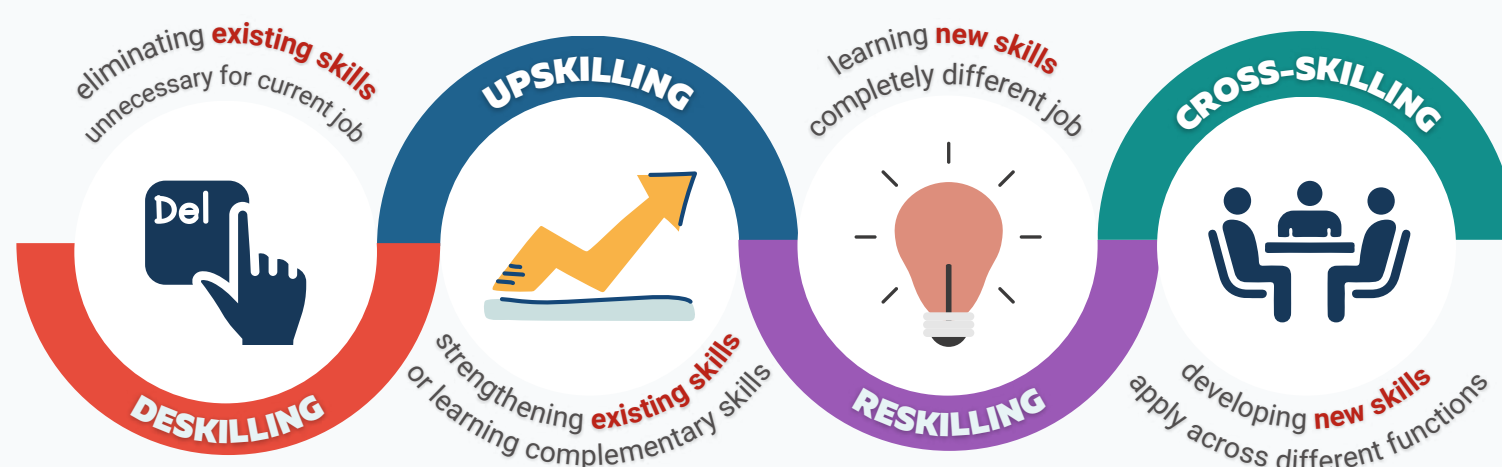 eliminating existing skills
unnecessary for current job
Del
DESKILLING
UPSKILLING
strengthening existing skills
or learning complementary skills
learning new skills
completely different job
RESKILLING
CROSS-SKILLING
developing new skills
apply across different functions